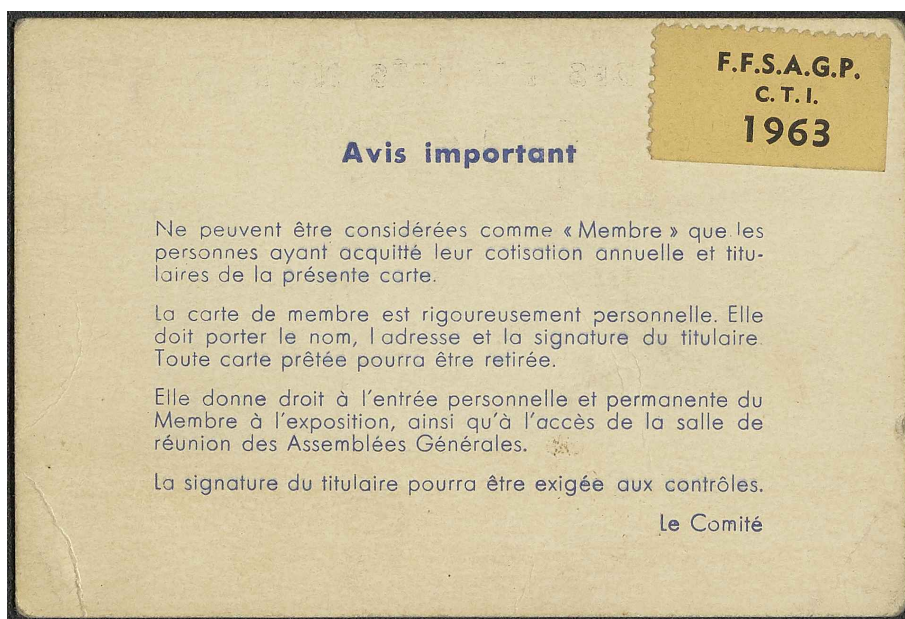 F.F.S.A.G.P.
C.T.I.
1963
Avis important
Ne peuvent être considérées comme « Membre » que les
personnes ayant acquitté leur cotisation annuelle et titu-
laires de la présente carte.
La carte de membre est rigoureusement personnelle. Elle
doit porter le nom, l adresse et la signature du titulaire.
Toute carte prêtée pourra être retirée.
Elle donne droit à l'entrée personnelle et permanente du
Membre à l'exposition, ainsi qu'à l'accès de la salle de
réunion des Assemblées Générales.
La signature du titulaire pourra être exigée aux contrôles.
Le Comité